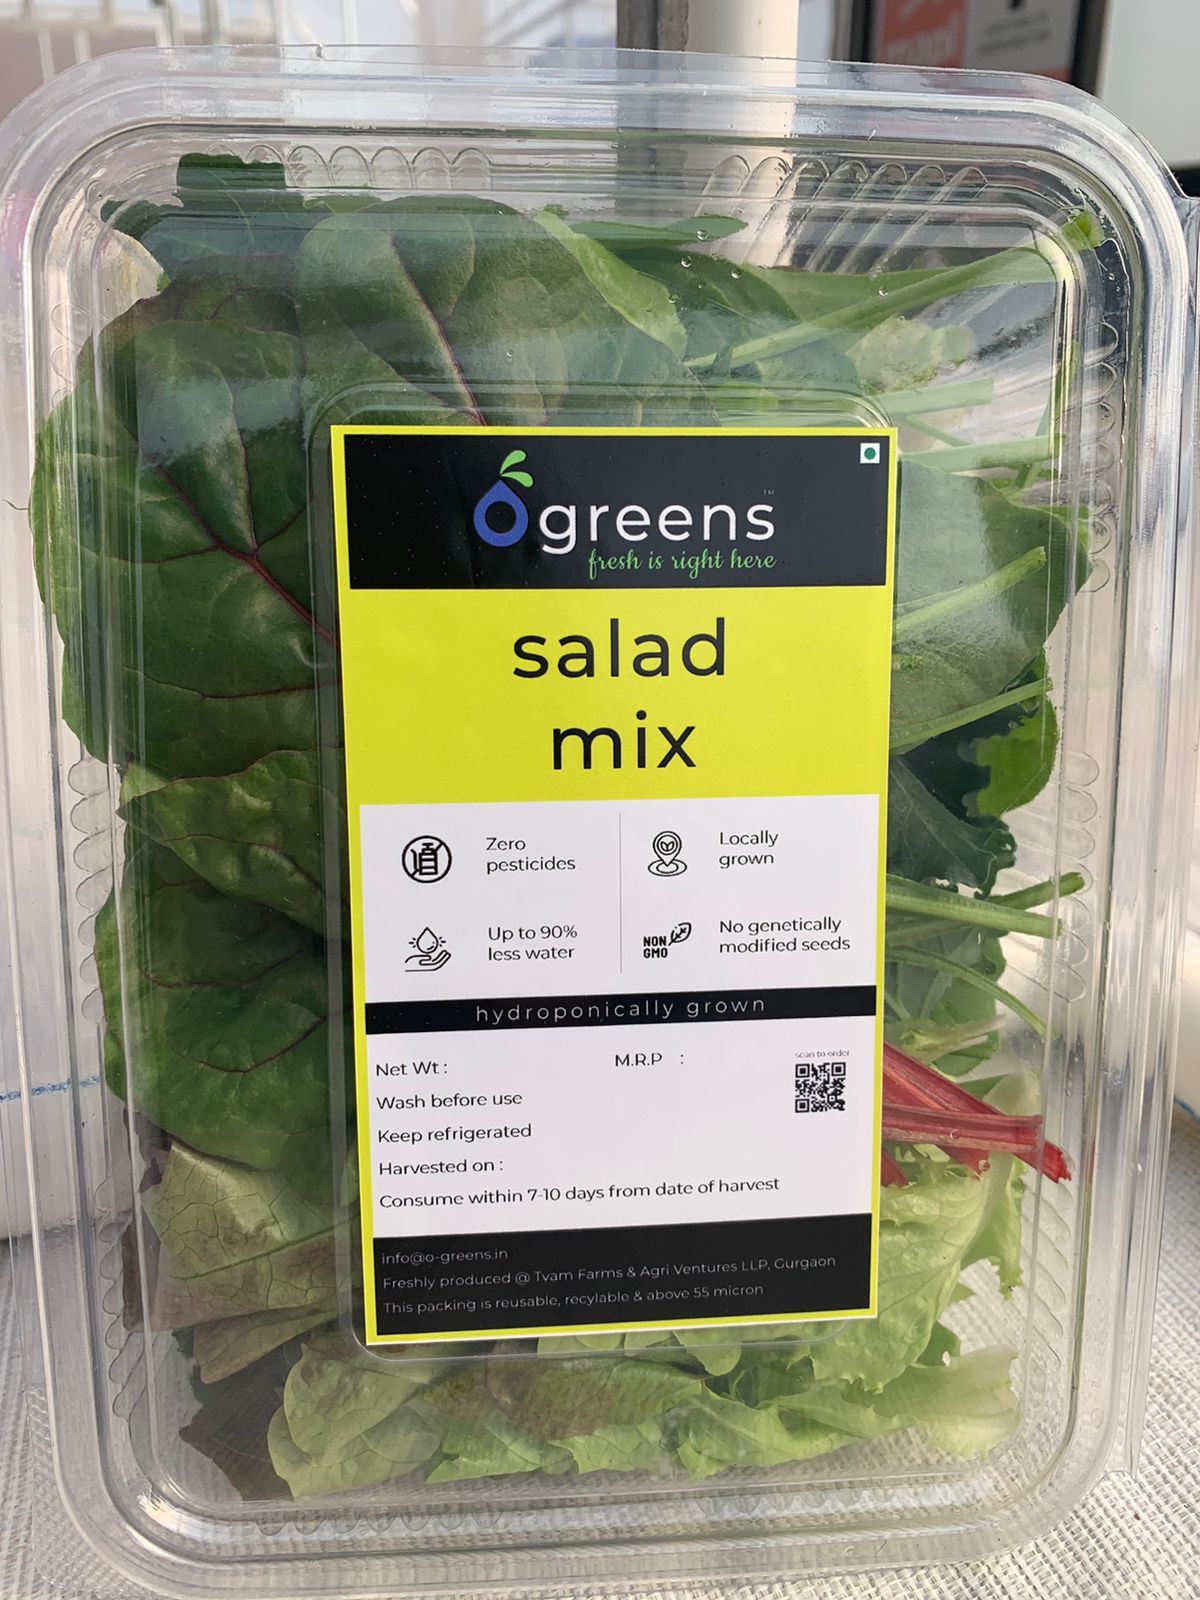 Ogreens™
fresh is right here
salad
mix
Zero
pesticides
Locally
grown
Up to 90%
less water
NON
GMO
No genetically
modified seeds
hydroponically grown
Net Wt :
M.R.P :
scan to order
Wash before use
Keep refrigerated
Harvested on :
Consume within 7-10 days from date of harvest
info@o-greens.in
Freshly produced @ Tvam Farms & Agri Ventures LLP, Gurgaon
This packing is reusable, recylable & above 55 micron